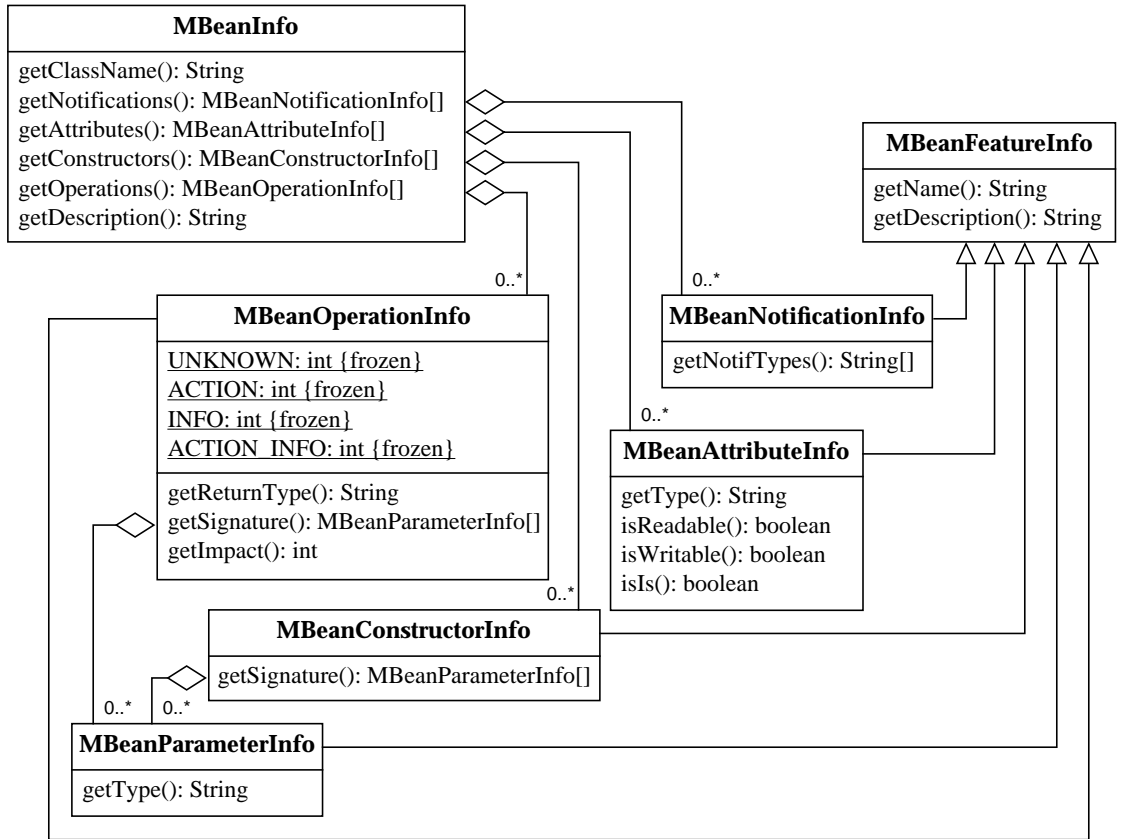 MBeanInfo
getClassName(): String
getNotifications(): MBeanNotificationInfo[]
getAttributes(): MBeanAttributeInfo[]
getConstructors(): MBeanConstructorInfo[]
getOperations(): MBeanOperationInfo[]
getDescription(): String
MBeanFeatureInfo
getName(): String
getDescription(): String
0..*
0..*
MBeanOperationInfo
UNKNOWN: int {frozen}
ACTION: int {frozen}
INFO: int {frozen}
ACTION_INFO: int {frozen}
getReturnType(): String
getSignature(): MBeanParameterInfo[]
getImpact(): int
MBeanNotificationInfo
getNotifTypes(): String[]
0..*
MBeanAttributeInfo
getType(): String
isReadable(): boolean
isWritable(): boolean
isIs(): boolean
0..*
MBeanConstructorInfo
getSignature(): MBeanParameterInfo[]
0..*
0..*
MBeanParameterInfo
getType(): String